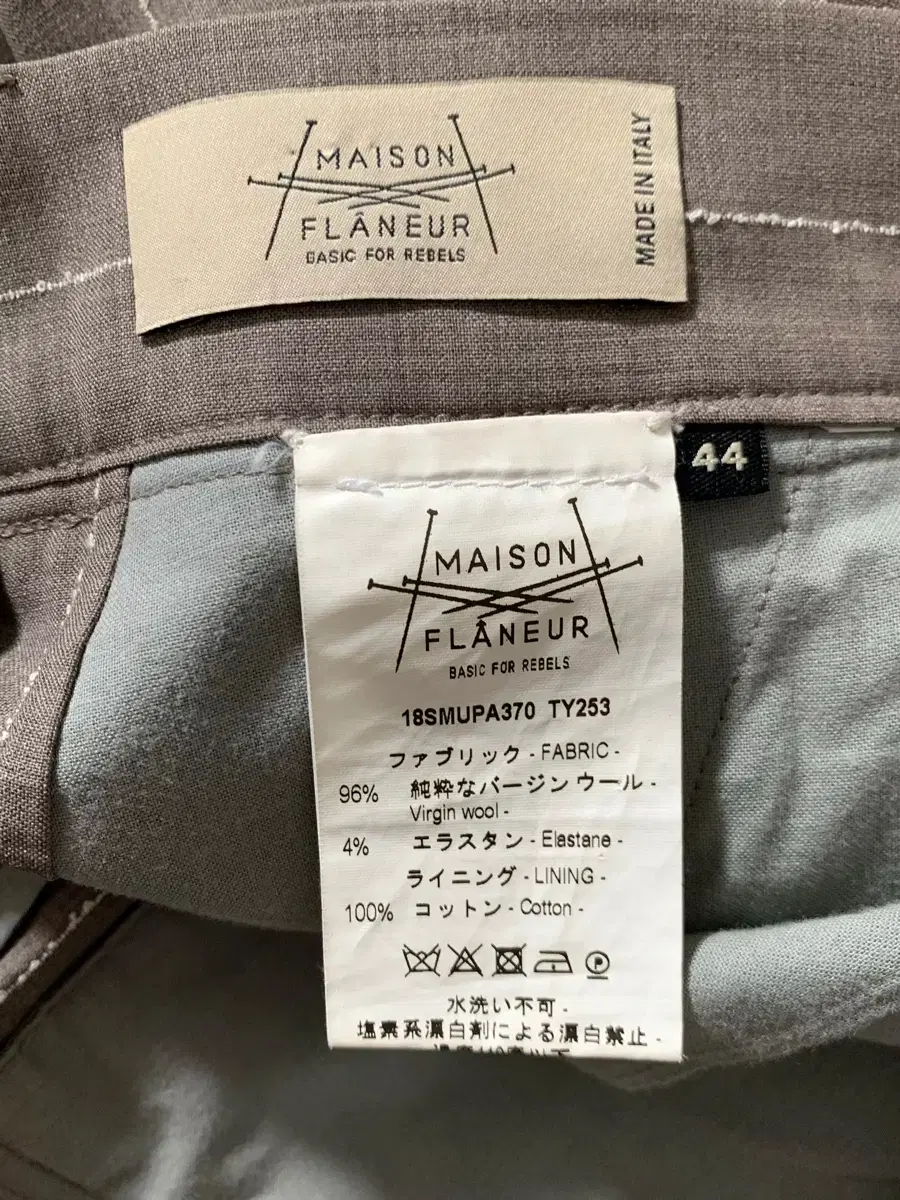 MAISON
FLÂNEUR
BASIC FOR REBELS
MADE IN ITALY
44
MAISON
FLÂNEUR
BASIC FOR REBELS
18SMUPA370 TY253
ファブリック - FABRIC -
96% 純粋なバージン ウール -
Virgin wool -
4% エラスタン - Elastane -
ライニング - LINING -
100% コットン - Cotton -
水洗い不可 -
塩素系漂白剤による漂白禁止 -